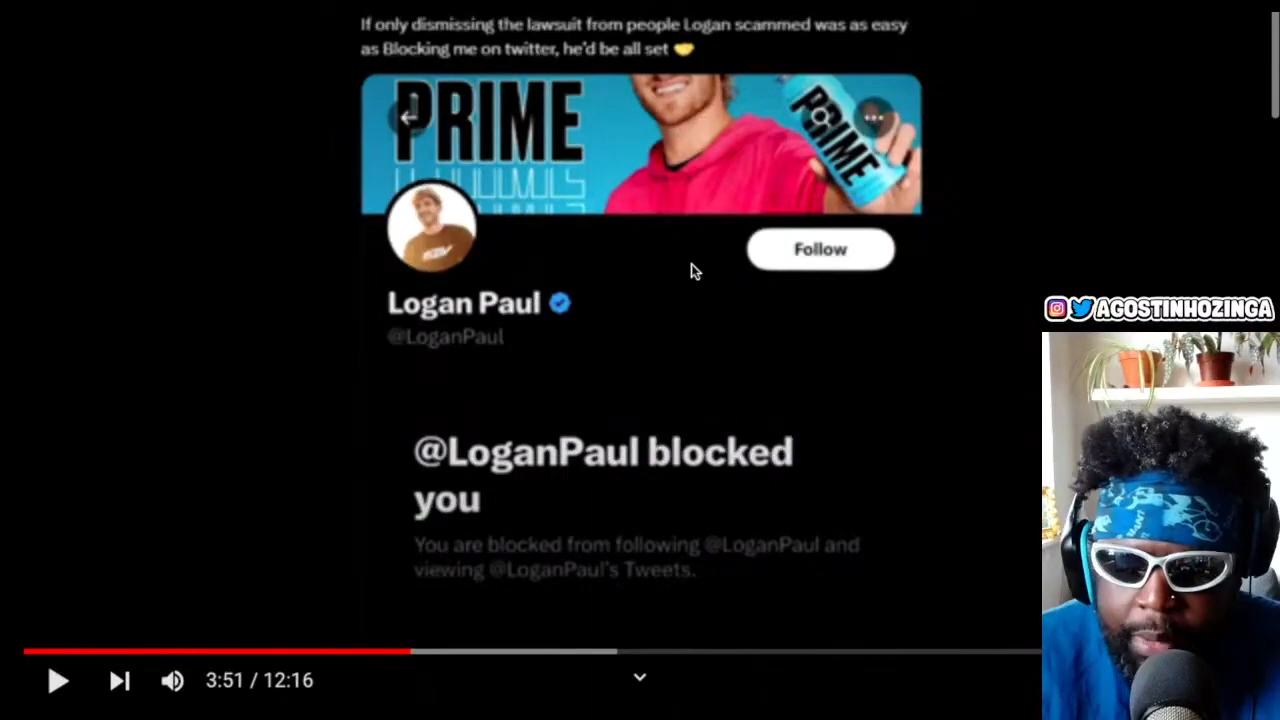 If only dismissing the lawsuit from people Logan scammed was as easy
as Blocking me on twitter, he'd be all set
PRIME
PRIME
Follow
Logan Paul
@LoganPaul
AGOSTINHOZINGA
@LoganPaul blocked
you
You are blocked from following @LoganPaul and
viewing @LoganPaul's Tweets.
3:51 / 12:16